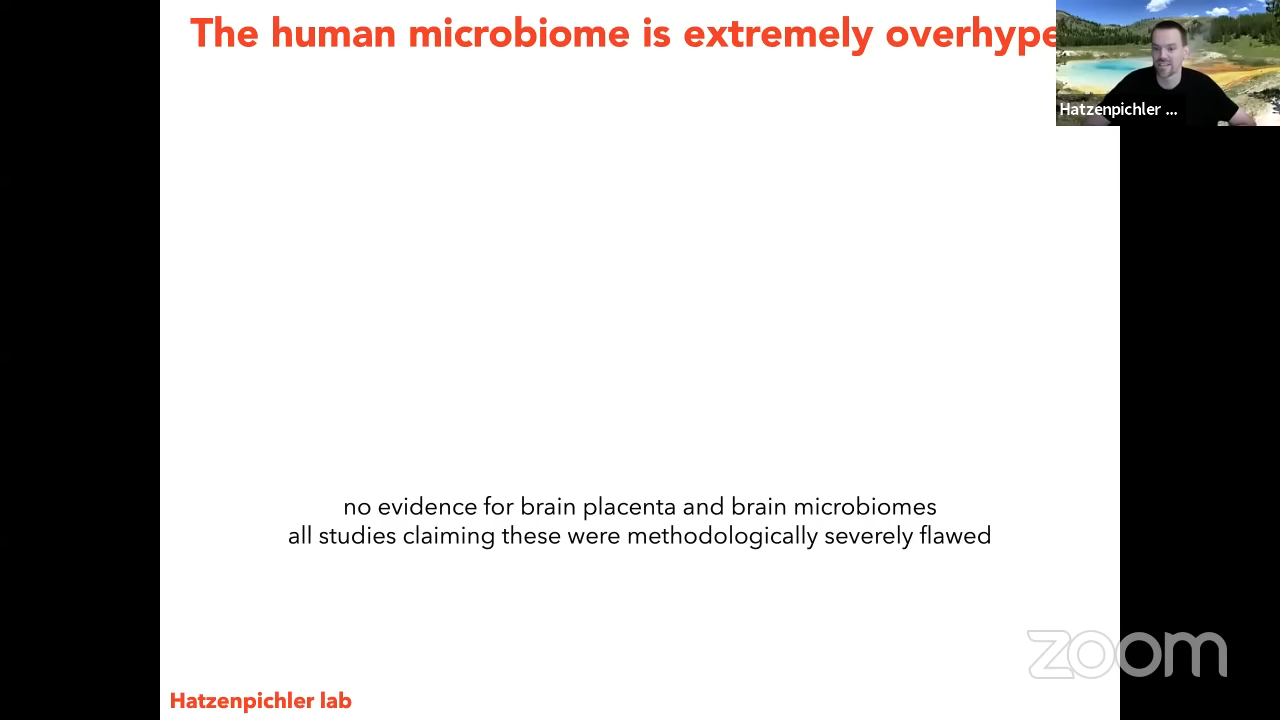 The human microbiome is extremely overhype
Hatzenpichler ...
no evidence for brain placenta and brain microbiomes
all studies claiming these were methodologically severely flawed
zoom
Hatzenpichler lab